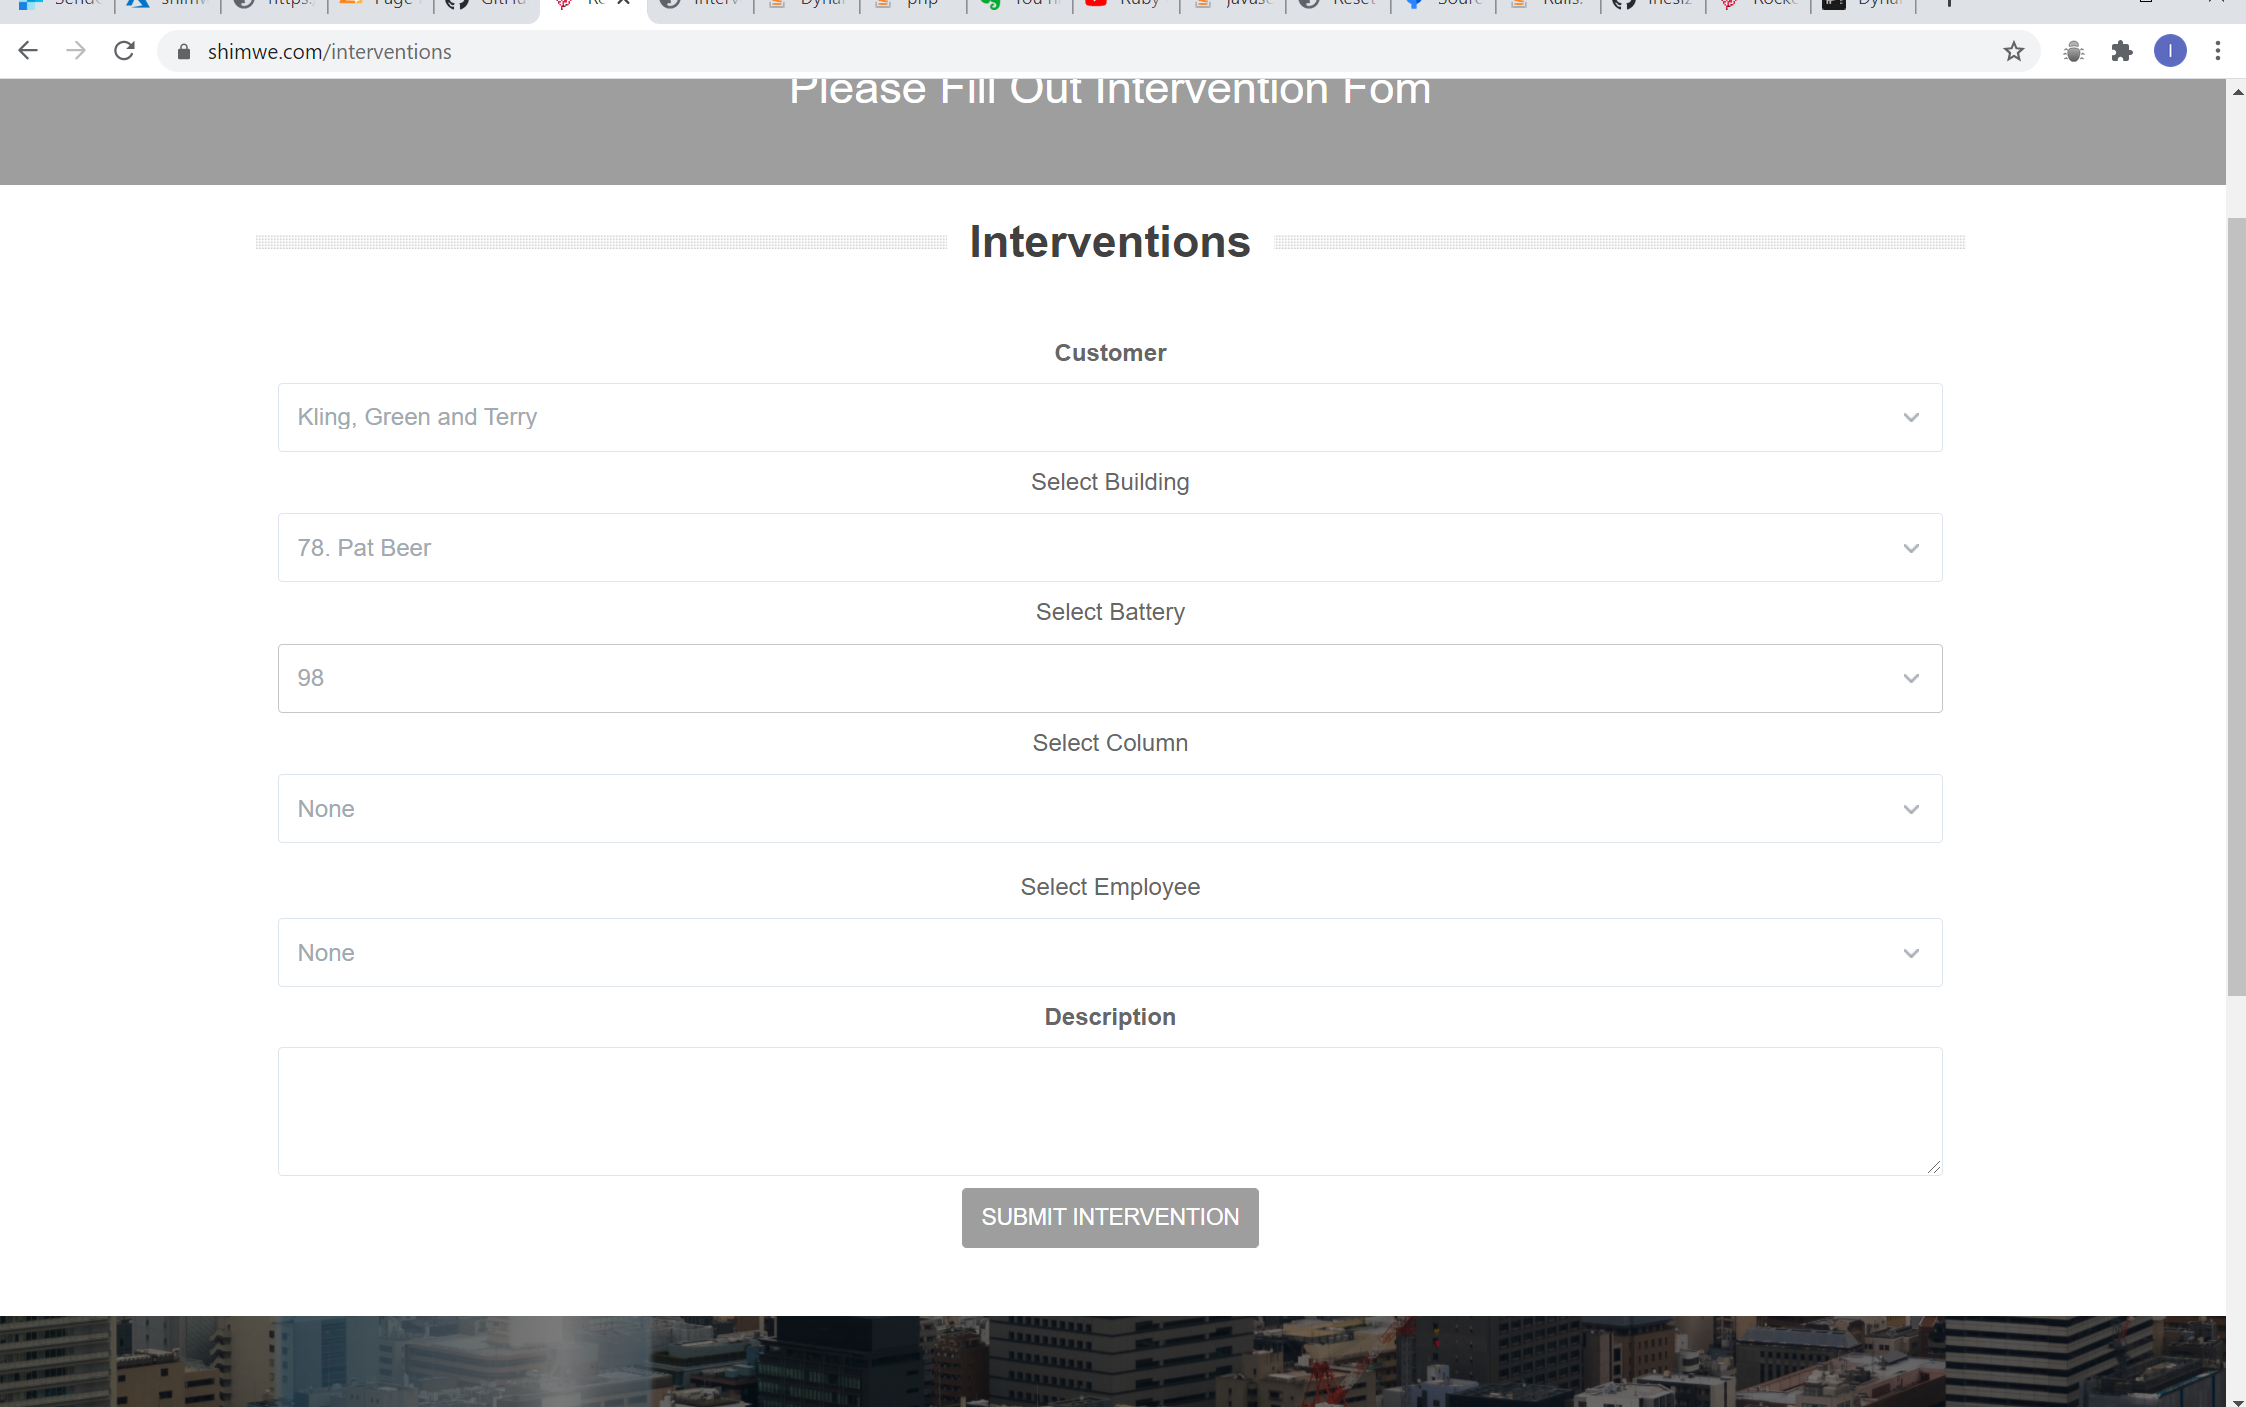 shimwe.com/interventions
I
Please Fill Out Intervention Fom
Interventions
Customer
Kling, Green and Terry
Select Building
78. Pat Beer
Select Battery
98
Select Column
None
Select Employee
None
Description
SUBMIT INTERVENTION